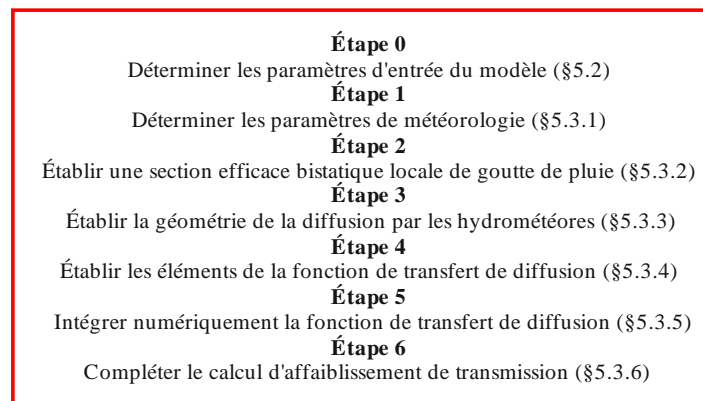 Étape 0
Déterminer les paramètres d'entrée du modèle (§5.2)
Étape 1
Déterminer les paramètres de météorologie (§5.3.1)
Étape 2
Établir une section efficace bistatique locale de goutte de pluie (§5.3.2)
Étape 3
Établir la géométrie de la diffusion par les hydrométéores (§5.3.3)
Étape 4
Établir les éléments de la fonction de transfert de diffusion (§5.3.4)
Étape 5
Intégrer numériquement la fonction de transfert de diffusion (§5.3.5)
Étape 6
Compléter le calcul d'affaiblissement de transmission (§5.3.6)